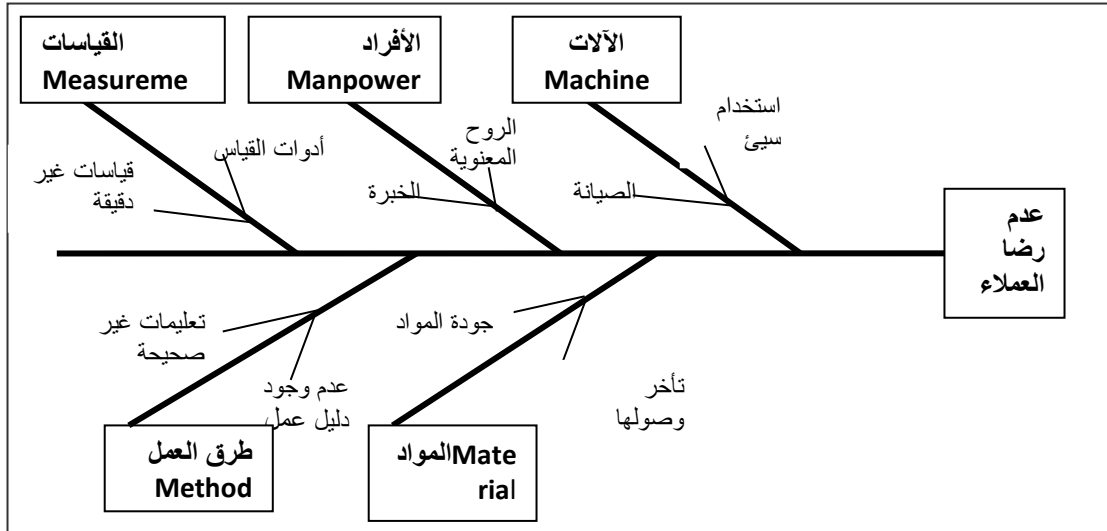 القياسات
Measureme
الأفراد
Manpower
الآلات
Machine
استخدام
سيئ
الروح
المعنوية
أدوات القياس
قياسات غير
دقيقة
الخبرة
الصيانة
عدم
رضا
العملاء
تعليمات غير
صحيحة
جودة المواد
عدم وجود
دليل عمل
تأخر
وصولها
طرق العمل
Method
المواد Mate
rial